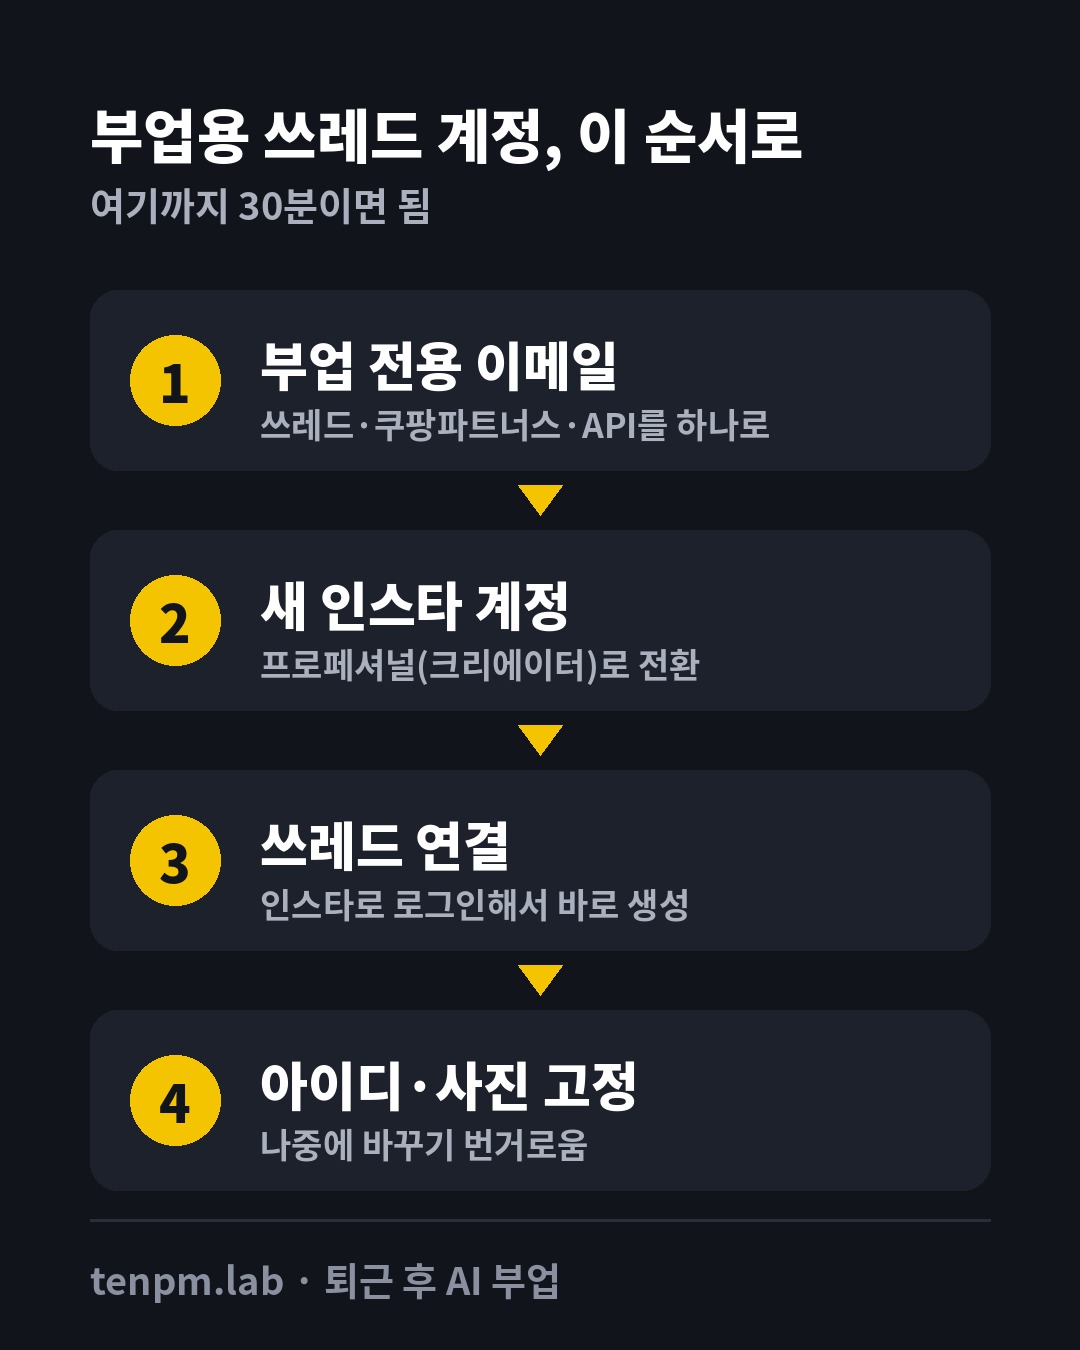 부업용 쓰레드 계정, 이 순서로
여기까지 30분이면 됨
1
부업 전용 이메일
쓰레드·쿠팡파트너스·API를 하나로
2
새 인스타 계정
프로페셔널(크리에이터)로 전환
3
쓰레드 연결
인스타로 로그인해서 바로 생성
4
아이디·사진 고정
나중에 바꾸기 번거로움
tenpm.lab · 퇴근 후 AI 부업